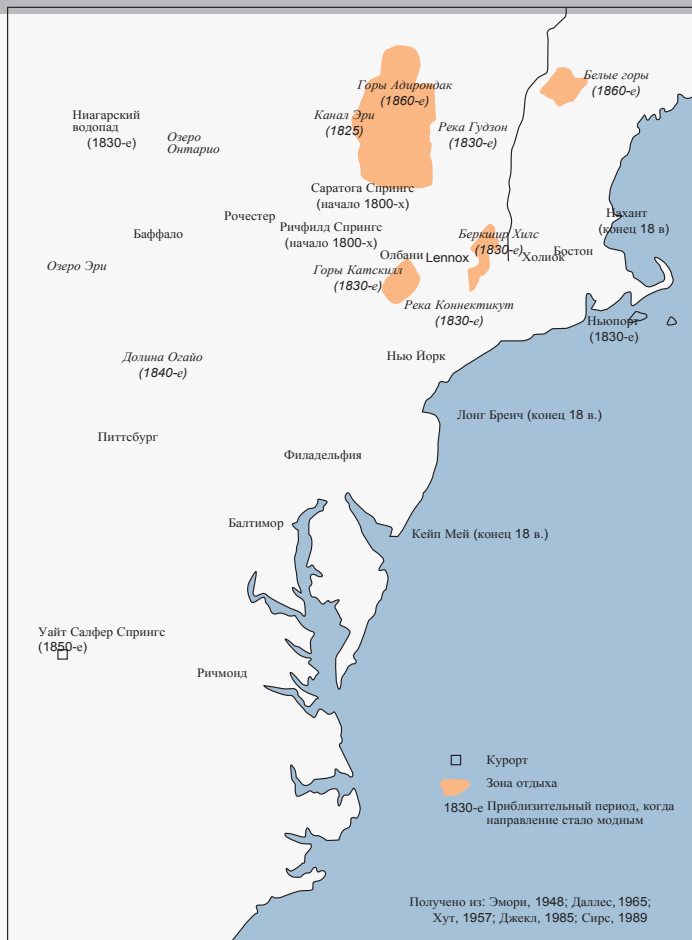 Горы Адирондак
(1860-е)
Белые горы
(1860-е)
Ниагарский
водопад
(1830-е)
Озеро
Онтарио
Канал Эри
(1825)
Река Гудзон
(1830-е)
Саратога Спрингс
(начало 1800-х)
Рочестер
Ричфилд Спрингс
(начало 1800-х)
Нахант
(конец 18 в)
Баффало
Беркшир Хилс
(1830-е)
Олбани
Lennox
Холиок
Бостон
Озеро Эри
Горы Катскилл
(1830-е)
Река Коннектикут
(1830-е)
Ньюпорт
(1830-е)
Долина Огайо
(1840-е)
Нью Йорк
Лонг Бренч (конец 18 в.)
Питтсбург
Филадельфия
Балтимор
Кейп Мей (конец 18 в.)
Уайт Салфер Спрингс
(1850-е)
Ричмонд
Курорт
Зона отдыха
1830-е Приблизительный период, когда
направление стало модным
Получено из: Эмори, 1948; Даллес, 1965;
Хут, 1957; Джекл, 1985; Сирс, 1989